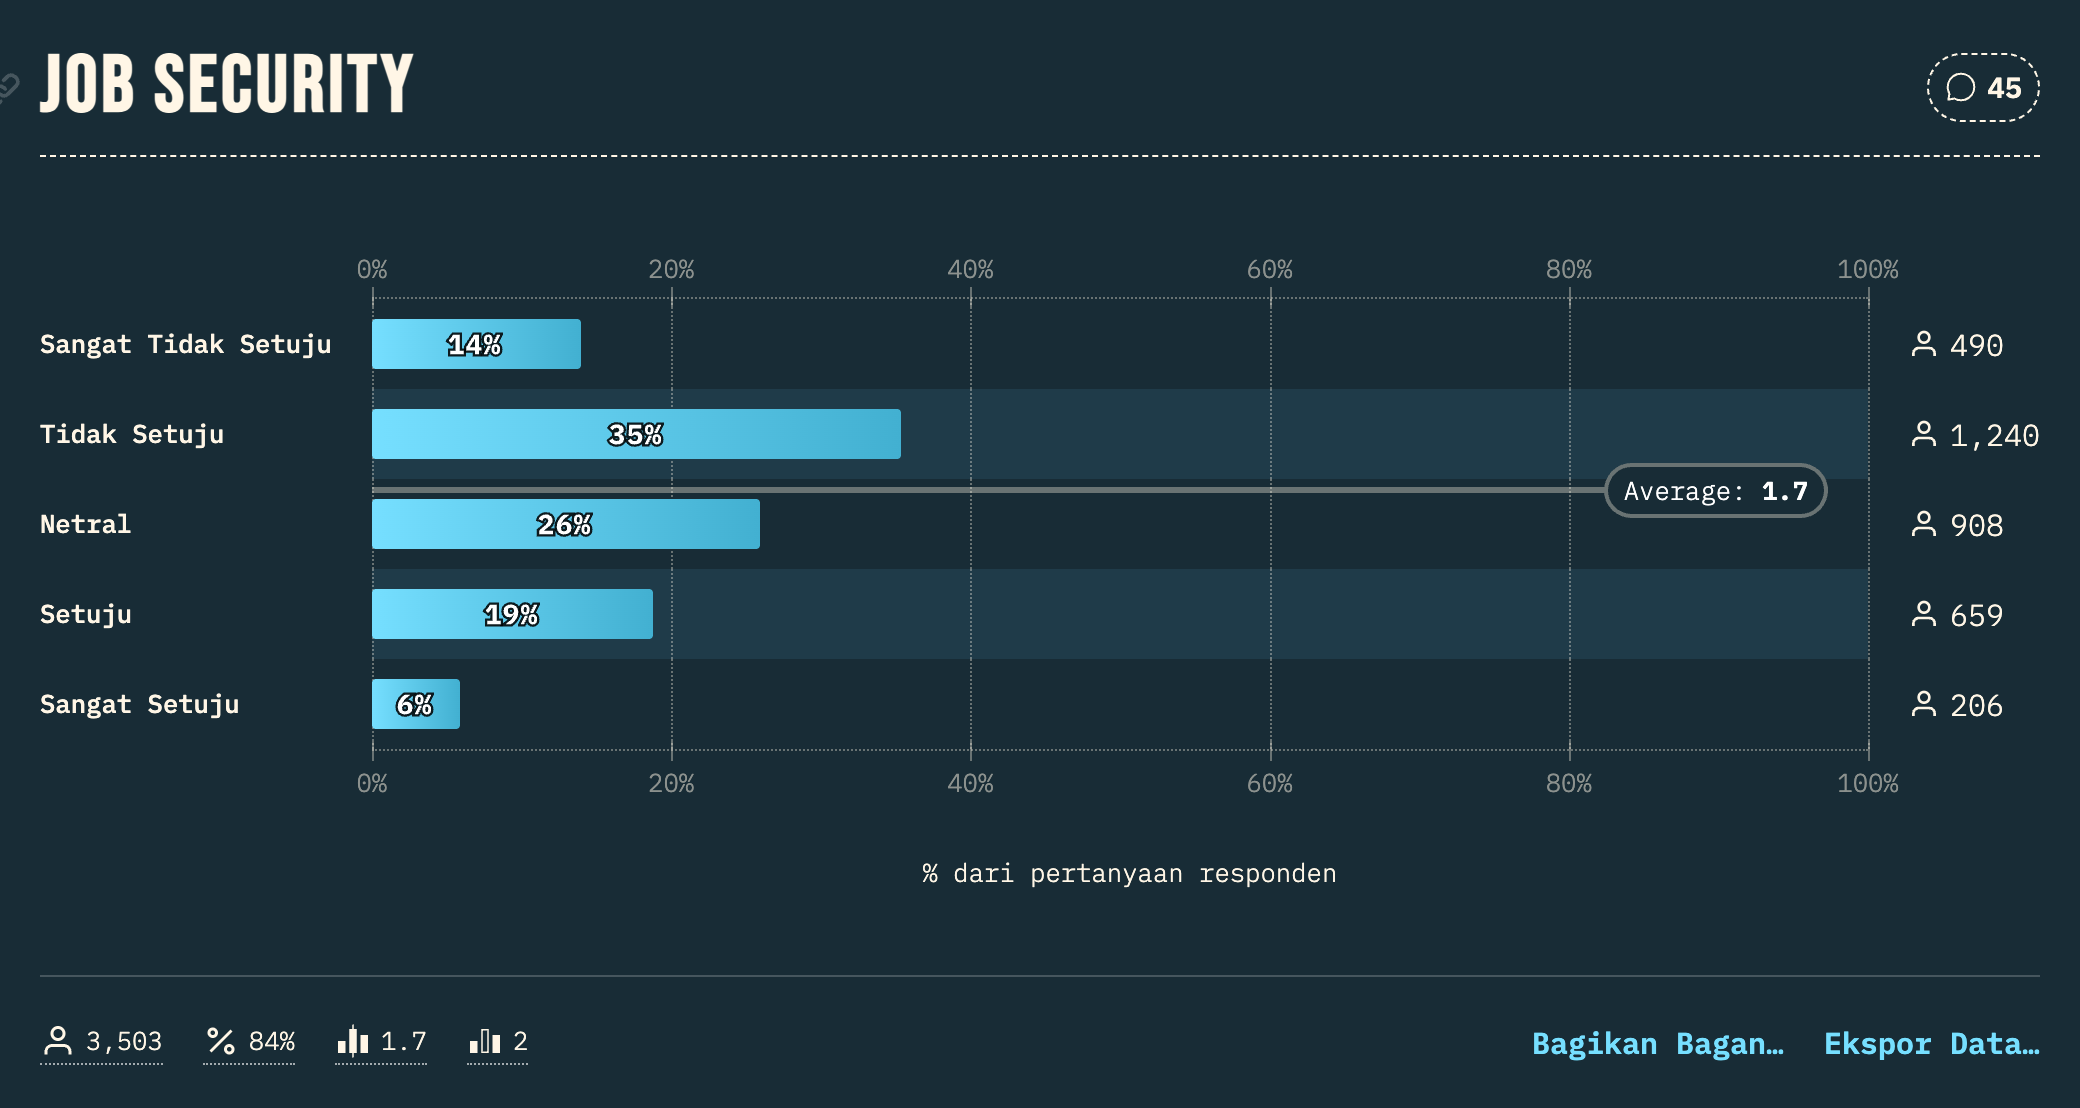 JOB SECURITY
45
0% 20% 40% 60% 80% 100%
Sangat Tidak Setuju 14% 490
Tidak Setuju 35% 1,240
Average: 1.7
Netral 26% 908
Setuju 19% 659
Sangat Setuju 6% 206
0% 20% 40% 60% 80% 100%
% dari pertanyaan responden
3,503 % 84% 1.7 2 Bagikan Bagan… Ekspor Data…